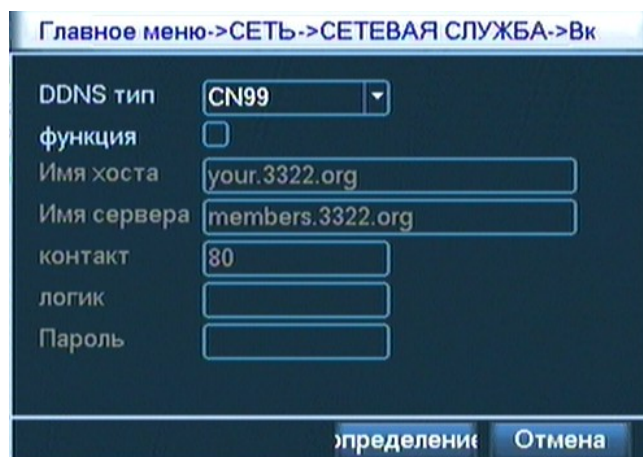 Главное меню->СЕТЬ->СЕТЕВАЯ СЛУЖБА->Вк
DDNS тип CN99
функция
Имя хоста your.3322.org
Имя сервера members.3322.org
контакт 80
логик
Пароль
определение Отмена